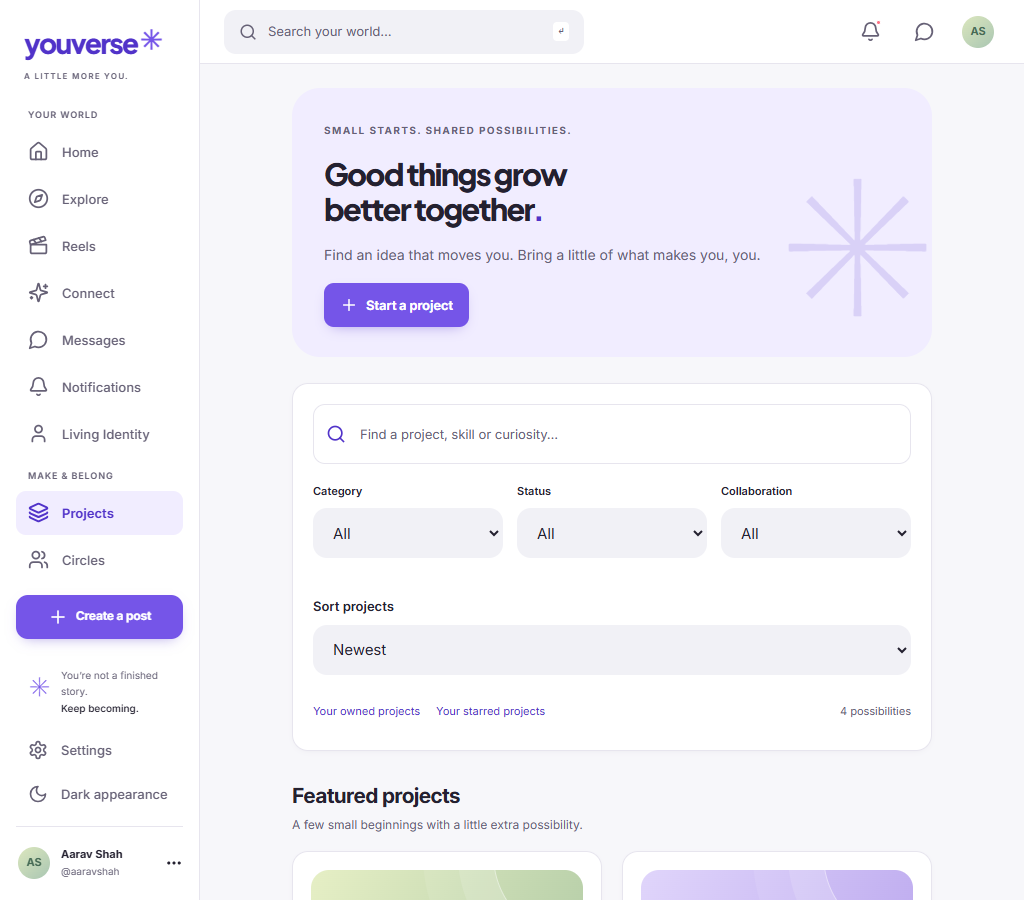 youverse
A LITTLE MORE YOU.
YOUR WORLD
Home
Explore
Reels
Connect
Messages
Notifications
Living Identity
MAKE & BELONG
Projects
Circles
Create a post
You're not a finished
story.
Keep becoming.
Settings
Dark appearance
AS
Aarav Shah
@aaravshah
Search your world...
AS
SMALL STARTS. SHARED POSSIBILITIES.
Good things grow
better together.
Find an idea that moves you. Bring a little of what makes you, you.
Start a project
Find a project, skill or curiosity...
Category
Status
Collaboration
All
All
All
Sort projects
Newest
Your owned projects
Your starred projects
4 possibilities
Featured projects
A few small beginnings with a little extra possibility.